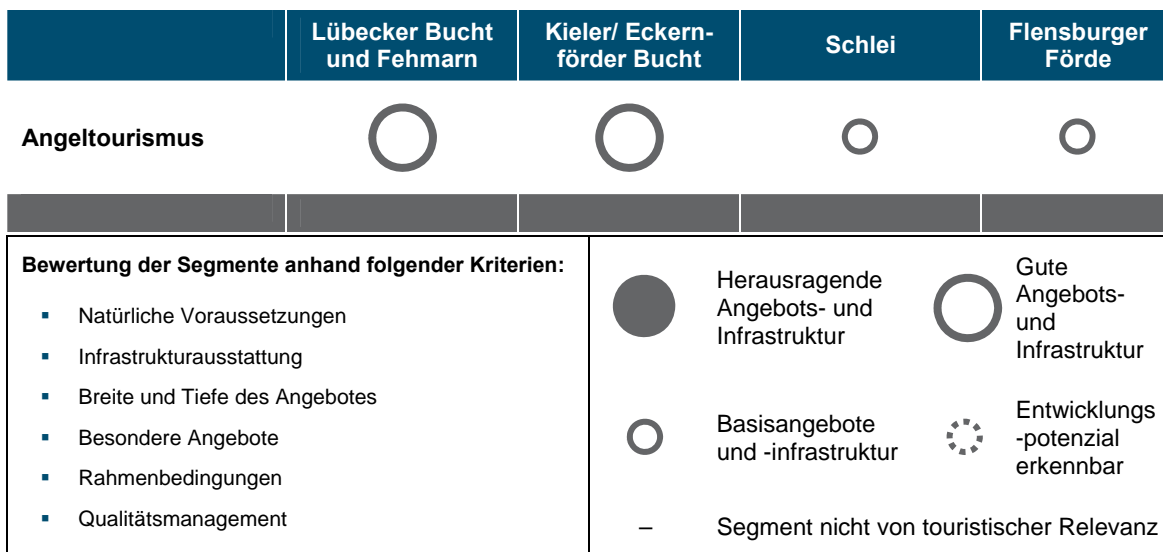 Lübecker Bucht
und Fehmarn
Kieler/ Eckern-
förder Bucht
Schlei
Flensburger
Förde
Angeltourismus
Bewertung der Segmente anhand folgender Kriterien:
Natürliche Voraussetzungen
Infrastrukturausstattung
Breite und Tiefe des Angebotes
Besondere Angebote
Rahmenbedingungen
Qualitätsmanagement
Herausragende
Angebots- und
Infrastruktur
Gute
Angebots-
und
Infrastruktur
Basisangebote
und -infrastruktur
Entwicklungs
-potenzial
erkennbar
– Segment nicht von touristischer Relevanz